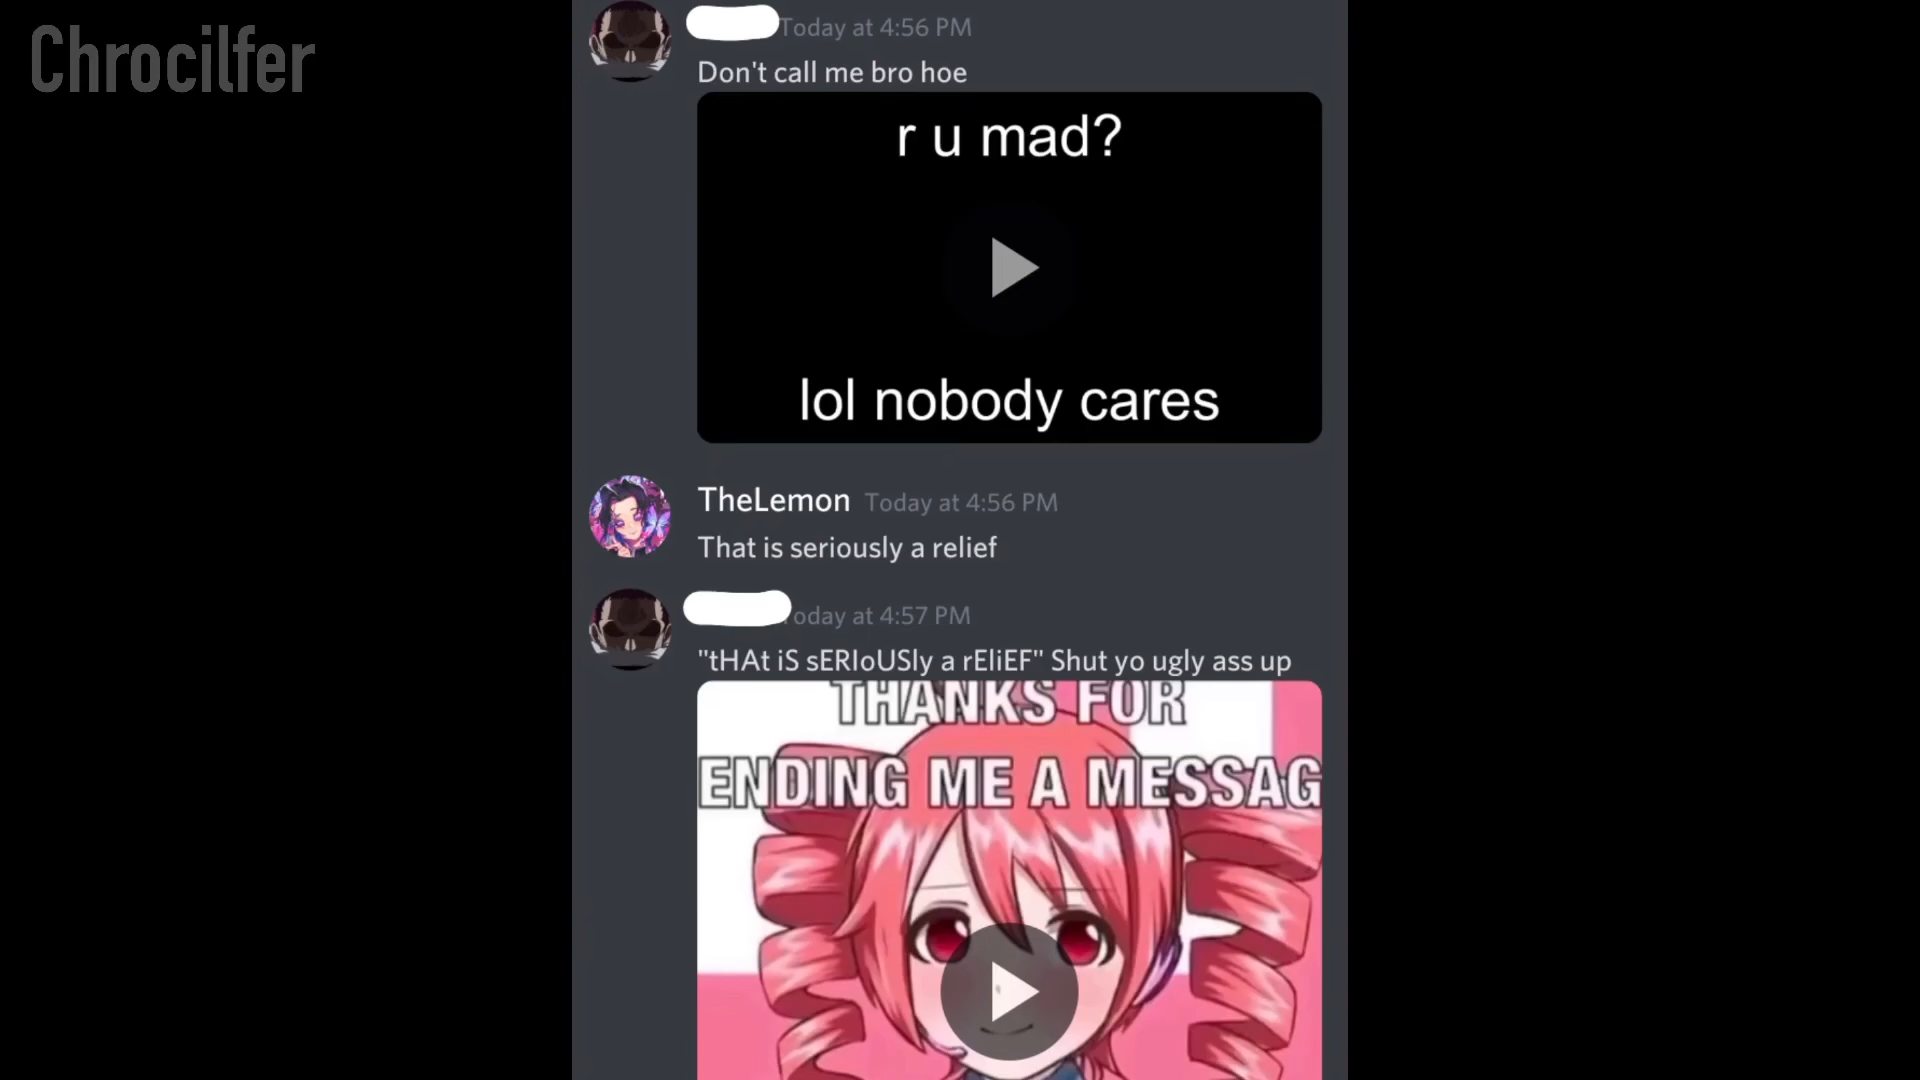 Chrocilfer
Today at 4:56 PM
Don't call me bro hoe
r u mad?
lol nobody cares
TheLemon Today at 4:56 PM
That is seriously a relief
oday at 4:57 PM
"tHAt iS sERIoUSly a rEliEF" Shut yo ugly ass up
THANKS FOR
ENDING ME A MESSAG